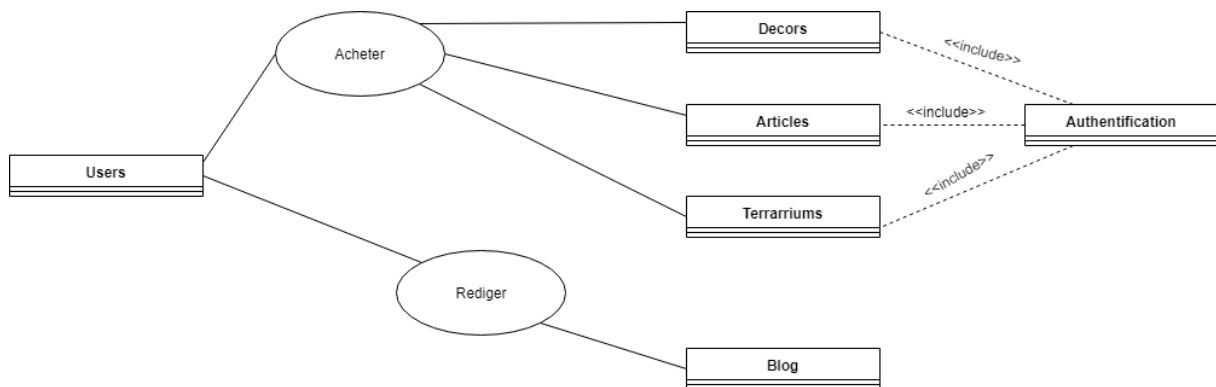 Decors
Acheter
<<include>>
Articles
<<include>>
Authentification
Users
<<include>>
Terrarriums
Rediger
Blog